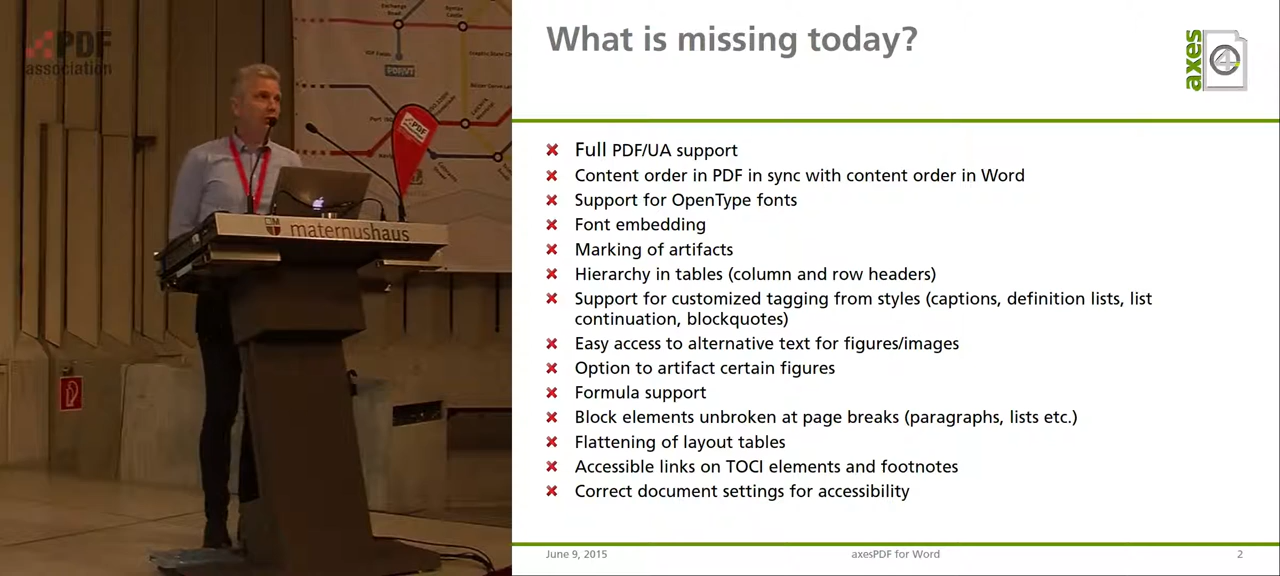 PDF
association
PDF
maternushaus
What is missing today?
axes
4
Full PDF/UA support
Content order in PDF in sync with content order in Word
Support for OpenType fonts
Font embedding
Marking of artifacts
Hierarchy in tables (column and row headers)
Support for customized tagging from styles (captions, definition lists, list
continuation, blockquotes)
Easy access to alternative text for figures/images
Option to artifact certain figures
Formula support
Block elements unbroken at page breaks (paragraphs, lists etc.)
Flattening of layout tables
Accessible links on TOCI elements and footnotes
Correct document settings for accessibility
June 9, 2015
axesPDF for Word
2